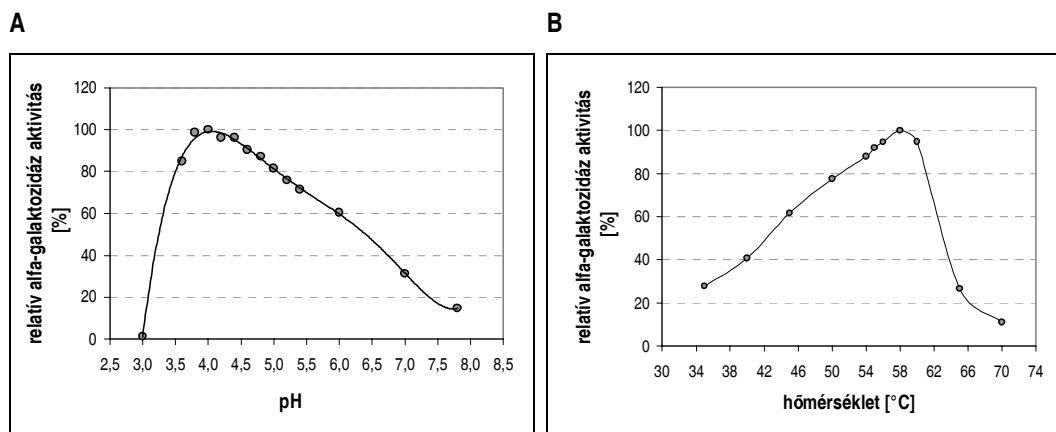 A
relatív alfa-galaktozidáz aktivitás
[%]
120
100
80
60
40
20
0
2,5 3,0 3,5 4,0 4,5 5,0 5,5 6,0 6,5 7,0 7,5 8,0 8,5
pH
B
relatív alfa-galaktozidáz aktivitás
[%]
120
100
80
60
40
20
0
30 34 38 42 46 50 54 58 62 66 70 74
hőmérséklet [°C]